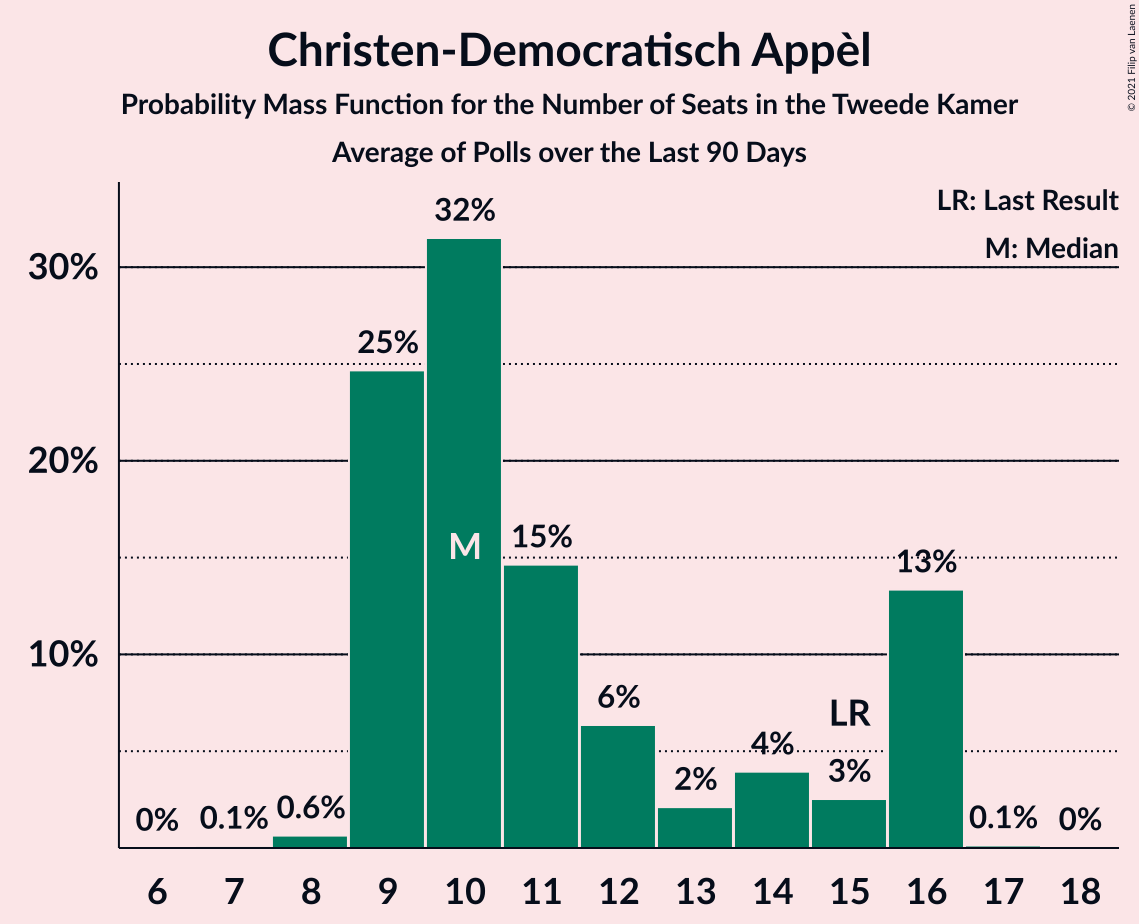 Christen-Democratisch Appèl
Probability Mass Function for the Number of Seats in the Tweede Kamer
Average of Polls over the Last 90 Days
© 2021 Filip van Laenen
LR: Last Result
M: Median
30%
20%
10%
0%
0.1%
0.6%
25%
32%
M
15%
6%
2%
4%
LR
3%
13%
0.1%
0%
6 7 8 9 10 11 12 13 14 15 16 17 18